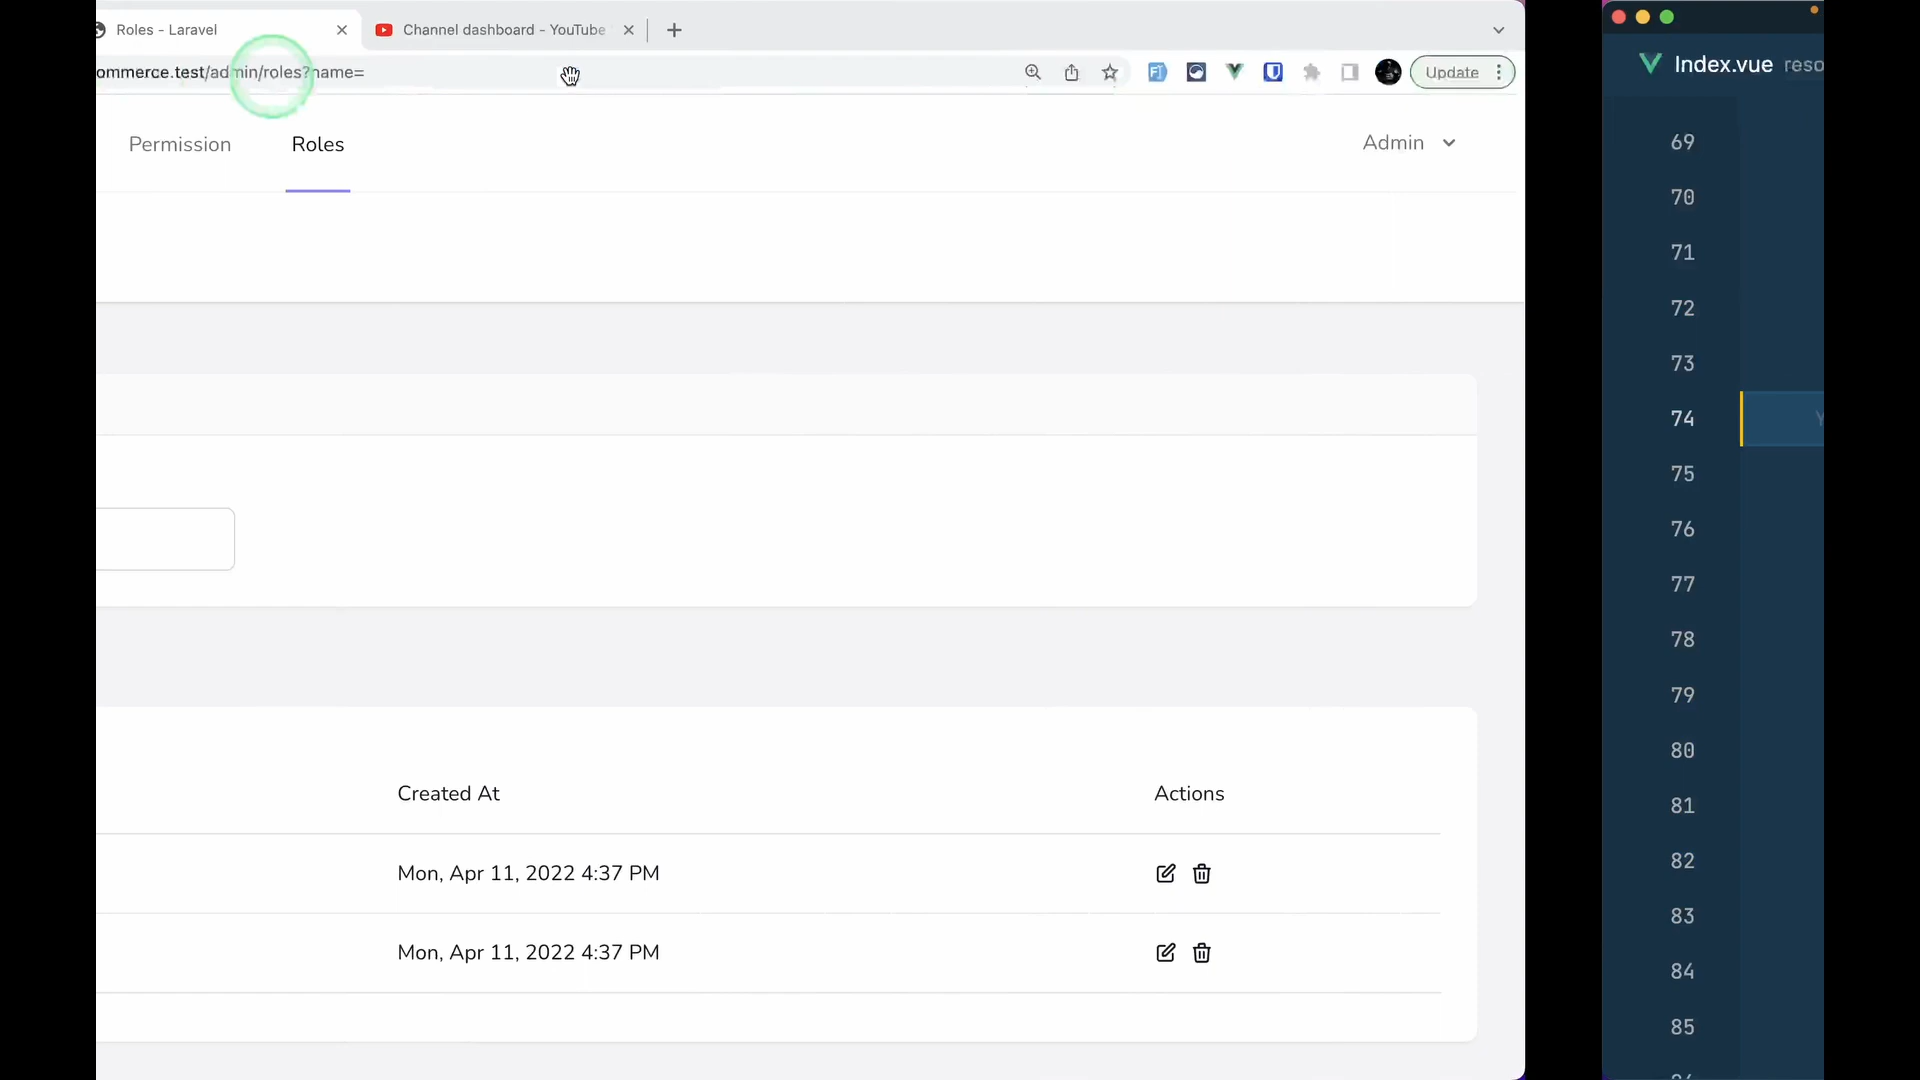 Roles - Laravel
Channel dashboard - YouTube
ommerce.test/admin/roles?name=
Update
Permission
Roles
Admin
Created At
Actions
Mon, Apr 11, 2022 4:37 PM
Mon, Apr 11, 2022 4:37 PM
Index.vue reso
69
70
71
72
73
74
75
76
77
78
79
80
81
82
83
84
85